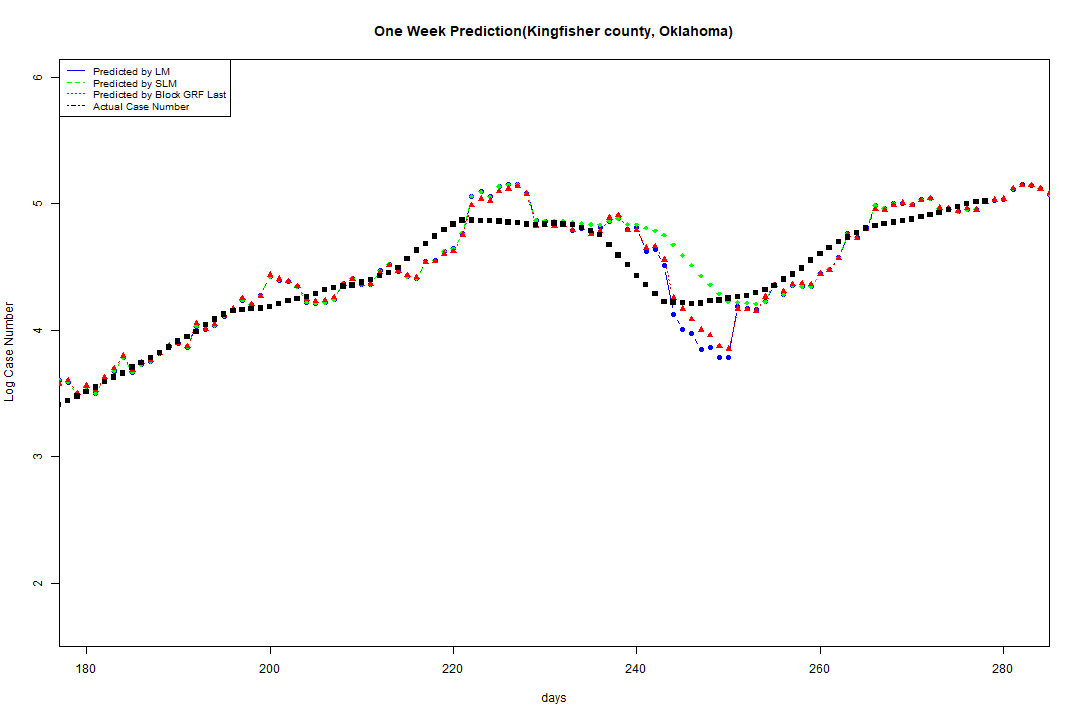 One Week Prediction(Kingfisher county, Oklahoma)
Predicted by LM
Predicted by SLM
Predicted by Block GRF Last
Actual Case Number
Log Case Number
6
5
4
3
2
180 200 220 240 260 280
days